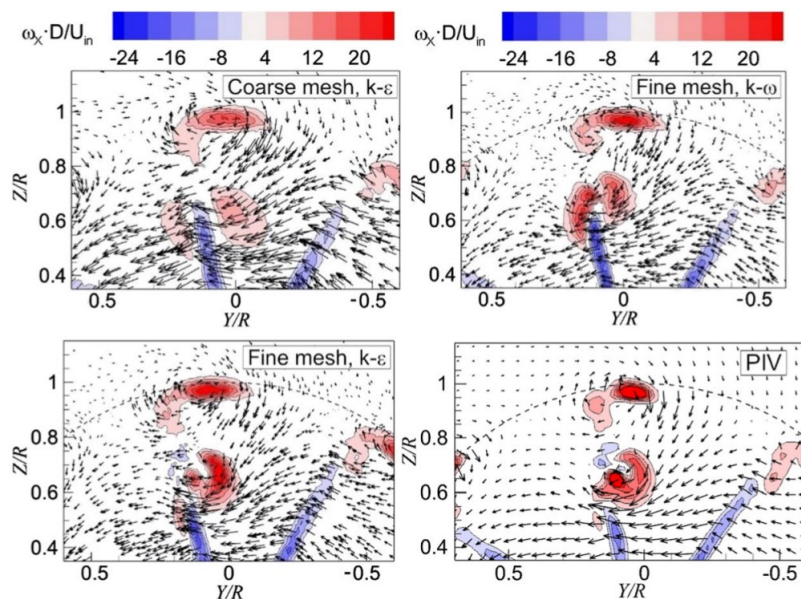 ωX·D/Uin -24 -16 -8 4 12 20
ωX·D/Uin -24 -16 -8 4 12 20
Coarse mesh, k-ε
Z/R
1
0.8
0.6
0.4
0.5 0 -0.5
Y/R
Fine mesh, k-ω
Z/R
1
0.8
0.6
0.4
0.5 0 -0.5
Y/R
Fine mesh, k-ε
Z/R
1
0.8
0.6
0.4
0.5 0 -0.5
Y/R
PIV
Z/R
1
0.8
0.6
0.4
0.5 0 -0.5
Y/R